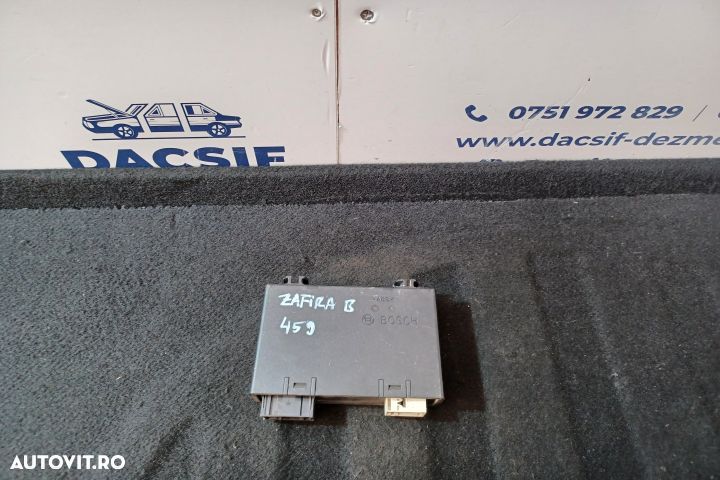 DACSIF
0751 972 829 /
www.dacsif-dezme
ZAFIRA B
459
BOSCH
AUTOVIT.RO